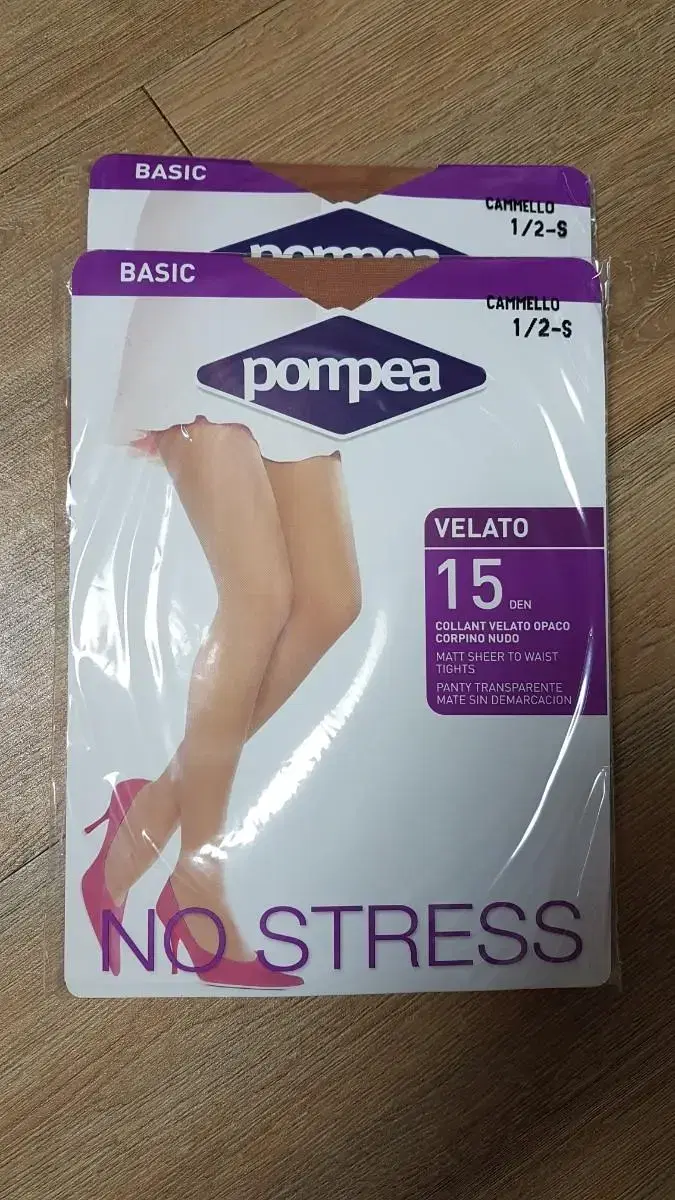 BASIC
CAMMELLO
1/2-S
pompea
BASIC
CAMMELLO
1/2-S
pompea
VELATO
15 DEN
COLLANT VELATO OPACO
CORPINO NUDO
MATT SHEER TO WAIST
TIGHTS
PANTY TRANSPARENTE
MATE SIN DEMARCACION
NO STRESS